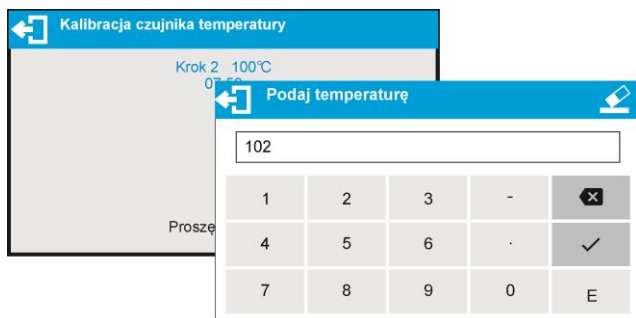 Kalibracja czujnika temperatury
Krok 2 100°C
Podaj temperaturę
102
1 2 3 -
4 5 6 .
7 8 9 0 E
Proszę